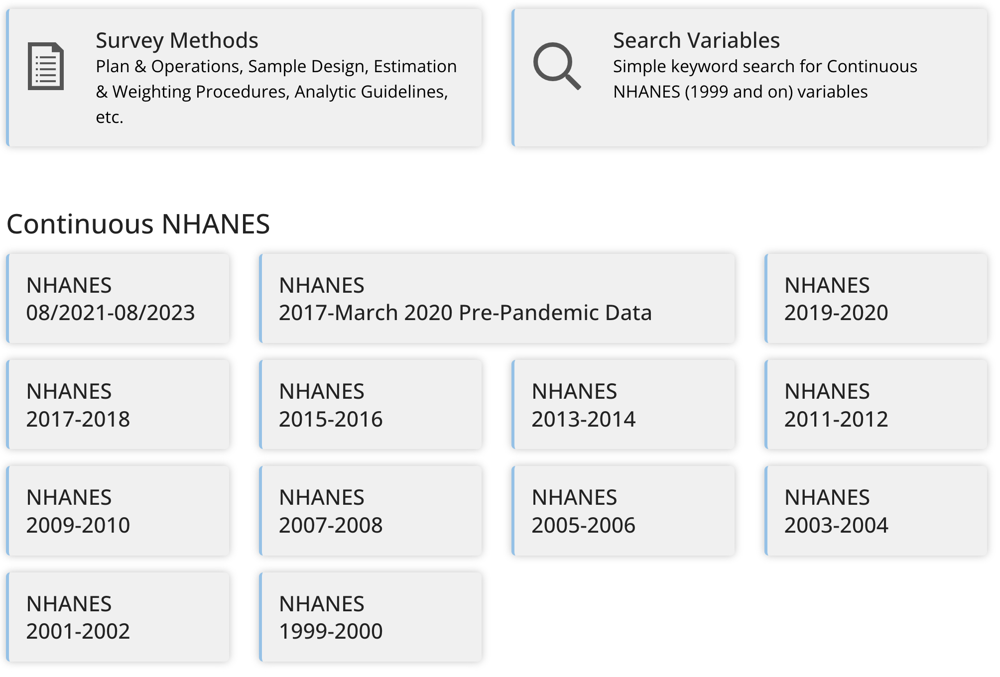 Survey Methods
Plan & Operations, Sample Design, Estimation
& Weighting Procedures, Analytic Guidelines,
etc.
Search Variables
Simple keyword search for Continuous
NHANES (1999 and on) variables
Continuous NHANES
NHANES
08/2021-08/2023
NHANES
2017-March 2020 Pre-Pandemic Data
NHANES
2019-2020
NHANES
2017-2018
NHANES
2015-2016
NHANES
2013-2014
NHANES
2011-2012
NHANES
2009-2010
NHANES
2007-2008
NHANES
2005-2006
NHANES
2003-2004
NHANES
2001-2002
NHANES
1999-2000